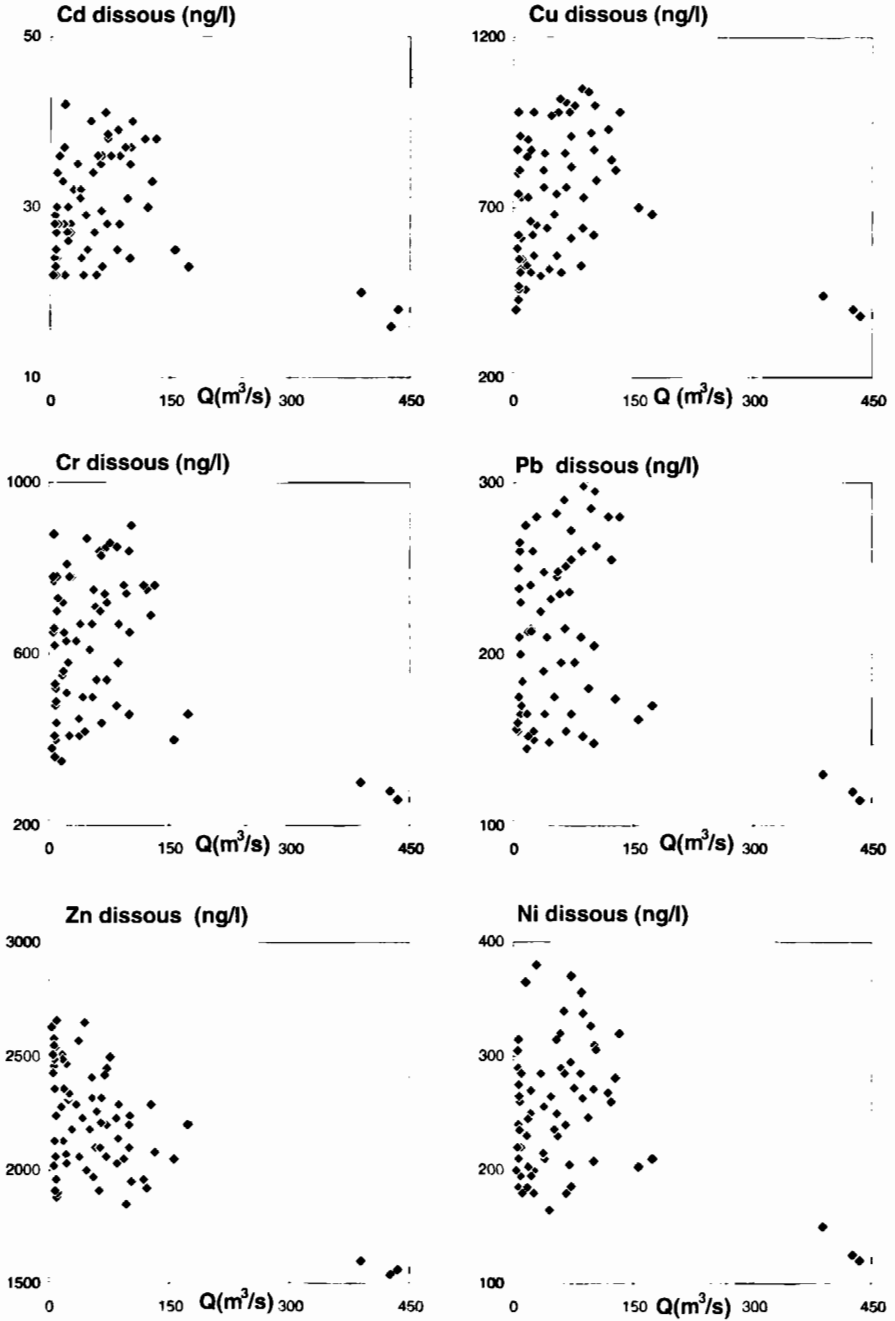 Cd dissous (ng/l)
50
30
10
0 150 Q(m³/s) 300 450
Cu dissous (ng/l)
1200
700
200
0 150 Q (m³/s) 300 450
Cr dissous (ng/l)
1000
600
200
0 150 Q(m³/s) 300 450
Pb dissous (ng/l)
300
200
100
0 150 Q(m³/s) 300 450
Zn dissous (ng/l)
3000
2500
2000
1500
0 150 Q(m³/s) 300 450
Ni dissous (ng/l)
400
300
200
100
0 150 Q(m³/s) 300 450